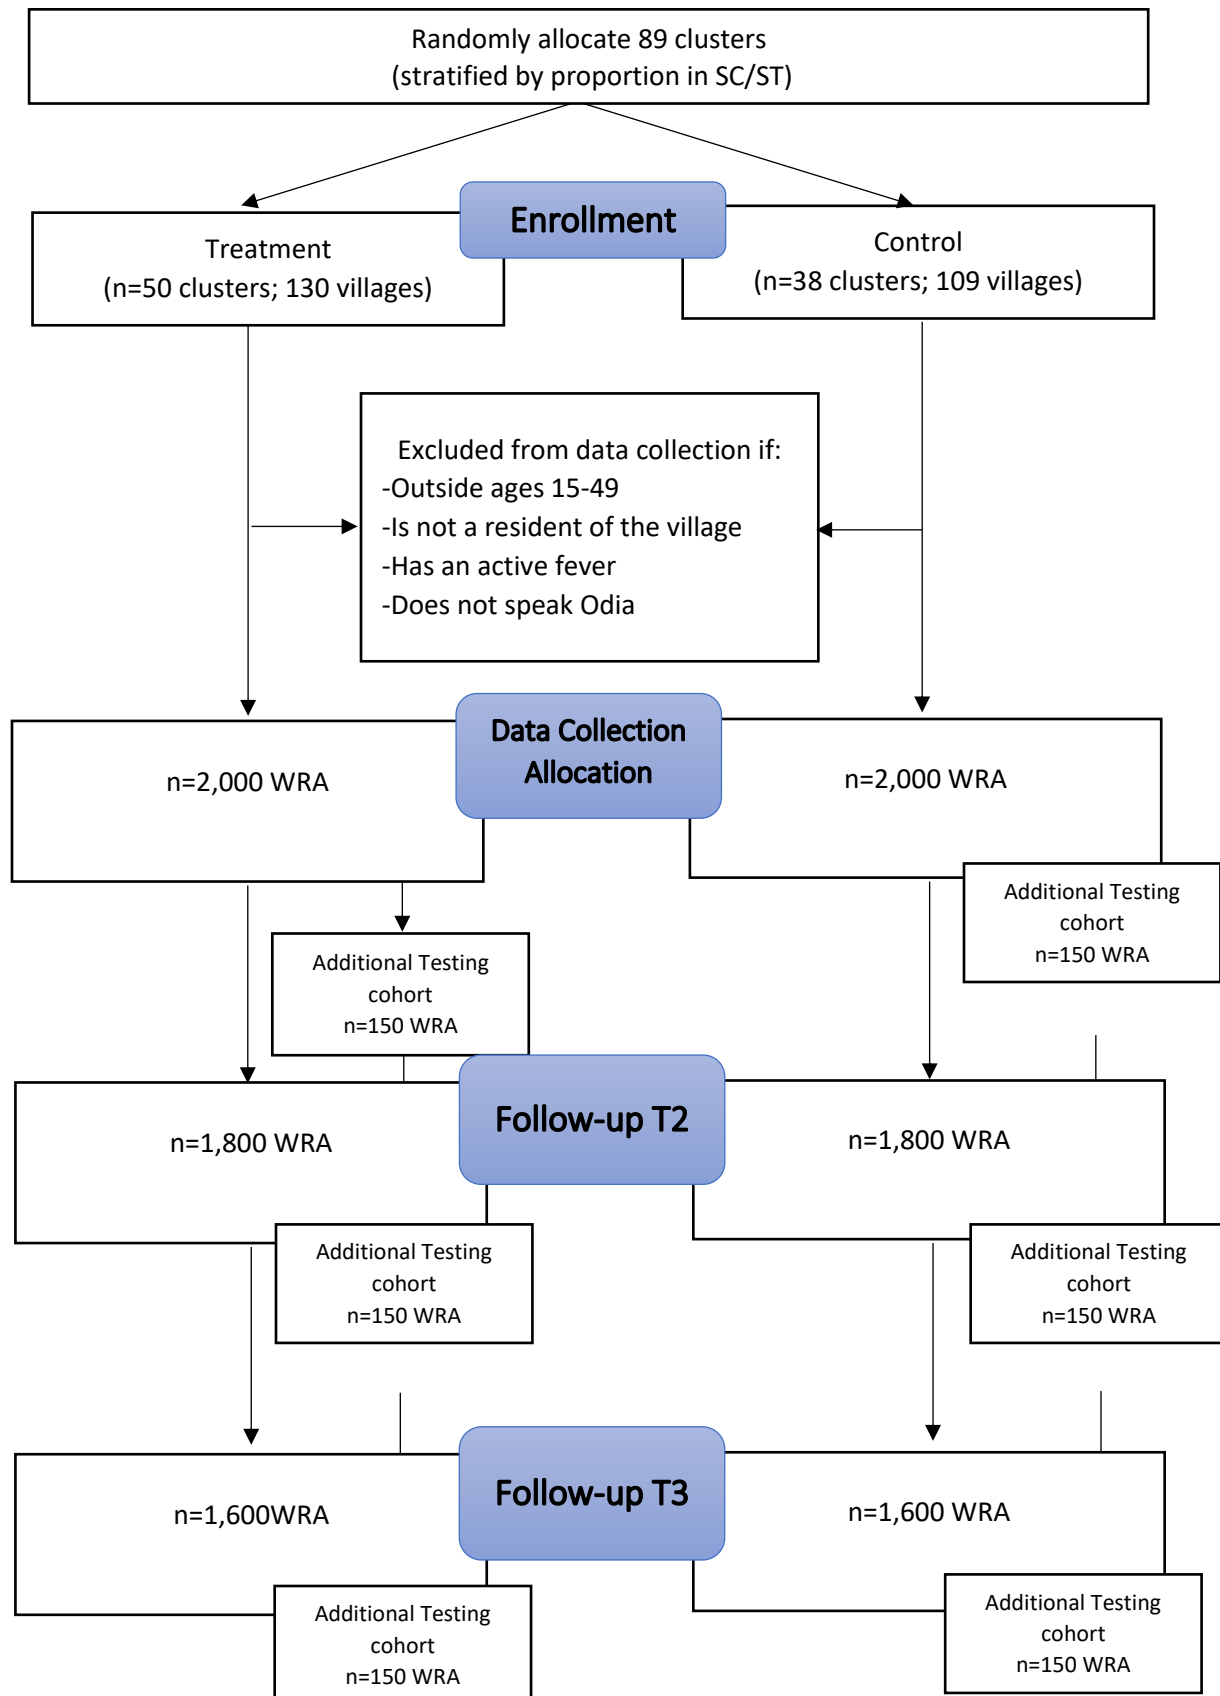 Randomly allocate 89 clusters
(stratified by proportion in SC/ST)
Enrollment
Treatment
(n=50 clusters; 130 villages)
Control
(n=38 clusters; 109 villages)
Excluded from data collection if:
-Outside ages 15-49
-Is not a resident of the village
-Has an active fever
-Does not speak Odia
Data Collection
Allocation
n=2,000 WRA
n=2,000 WRA
Additional Testing
cohort
n=150 WRA
Additional Testing
cohort
n=150 WRA
Follow-up T2
n=1,800 WRA
n=1,800 WRA
Additional Testing
cohort
n=150 WRA
Additional Testing
cohort
n=150 WRA
Follow-up T3
n=1,600WRA
n=1,600 WRA
Additional Testing
cohort
n=150 WRA
Additional Testing
cohort
n=150 WRA